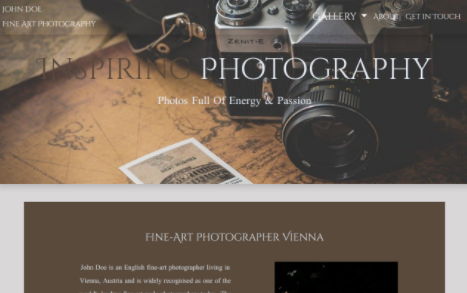 JOHN DOE
FINE ART PHOTOGRAPHY
GALLERY
ABOUT
GET IN TOUCH
ZENIT-E
INSPIRING PHOTOGRAPHY
Photos Full Of Energy & Passion
FINE-ART PHOTOGRAPHER VIENNA
John Doe is an English fine-art photographer living in
Vienna, Austria and is widely recognised as one of the